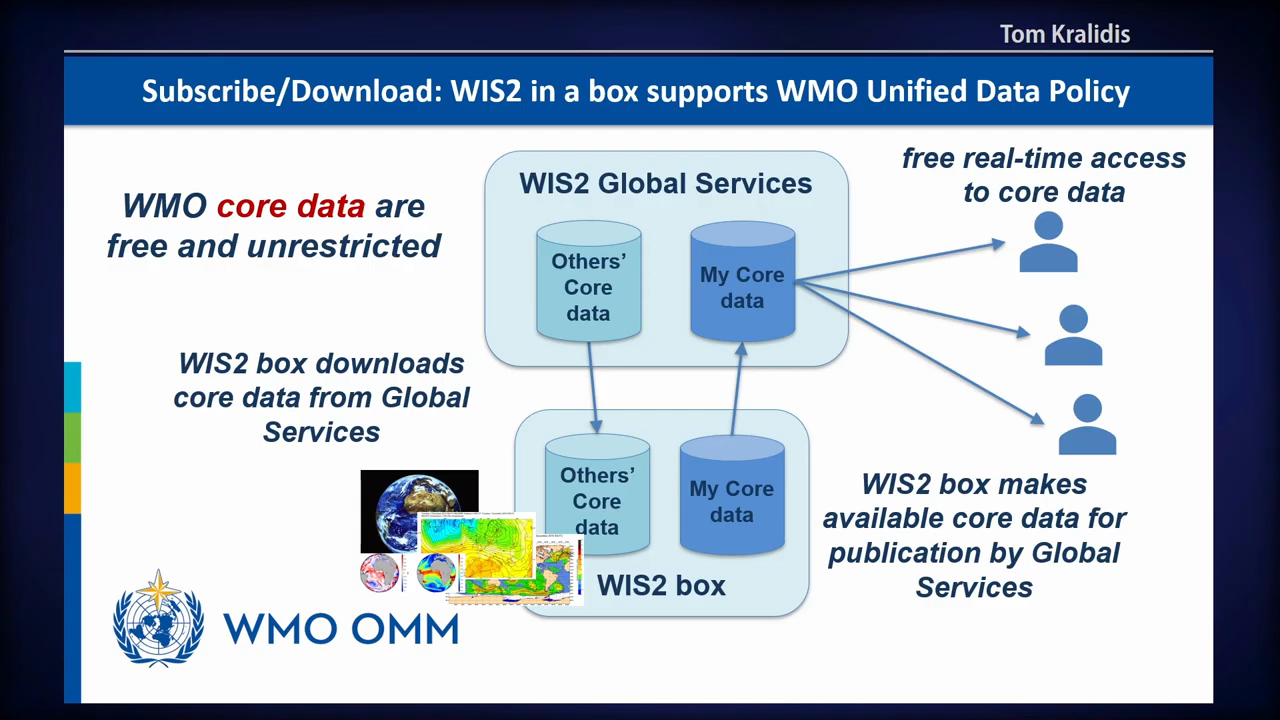 Tom Kralidis
Subscribe/Download: WIS2 in a box supports WMO Unified Data Policy
WMO core data are
free and unrestricted
WIS2 Global Services
Others’
Core
data
My Core
data
free real-time access
to core data
WIS2 box downloads
core data from Global
Services
Others’
Core
data
My Core
data
WIS2 box
WIS2 box makes
available core data for
publication by Global
Services
WMO OMM